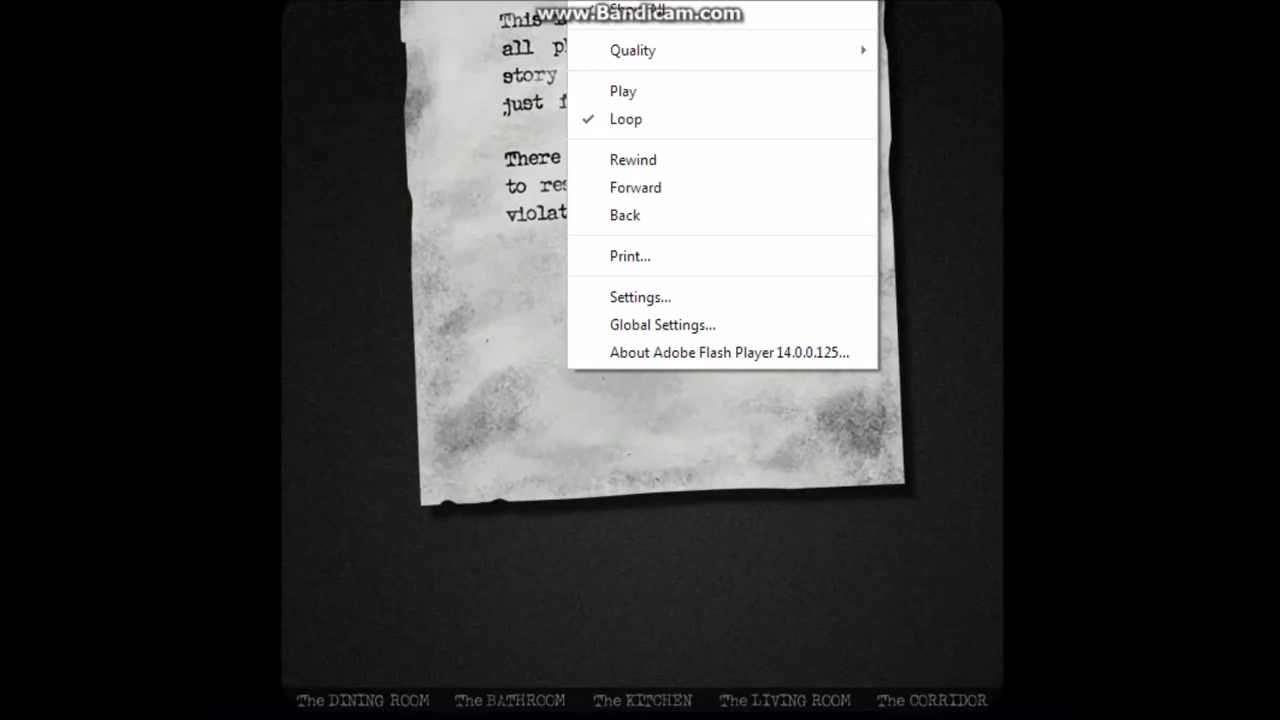 www.Bandicam.com
This
all
story
just
There
to
violat
Quality
Play
Loop
Rewind
Forward
Back
Print...
Settings...
Global Settings...
About Adobe Flash Player 14.0.0.125...
The DINING ROOM The BATHROOM The KITCHEN The LIVING ROOM The CORRIDOR